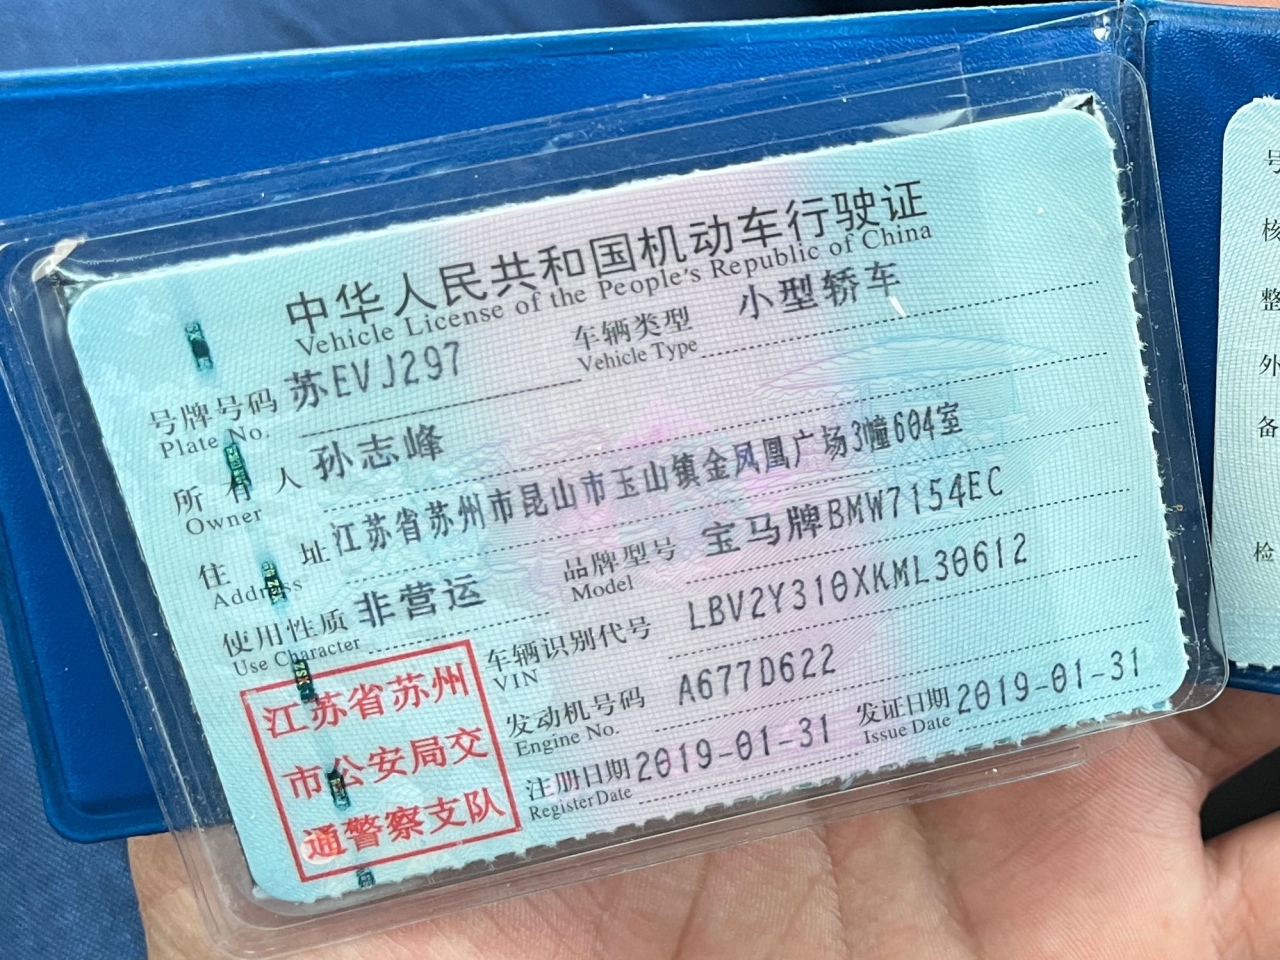 中华人民共和国机动车行驶证
Vehicle License of the People's Republic of China
号牌号码 苏EVJ297 车辆类型 小型轿车
Plate No. Vehicle Type
所有人 孙志峰
Owner
住址 江苏省苏州市昆山市玉山镇金凤凰广场3幢604室
Address
使用性质 非营运 品牌型号 宝马牌BMW7154EC
Use Character Model
车辆识别代号 LBV2Y310XKML30612
VIN
发动机号码 A677D622
Engine No.
注册日期 2019-01-31 发证日期 2019-01-31
Register Date Issue Date
江苏省苏州
市公安局交
通警察支队
号
核
整
外
备
检